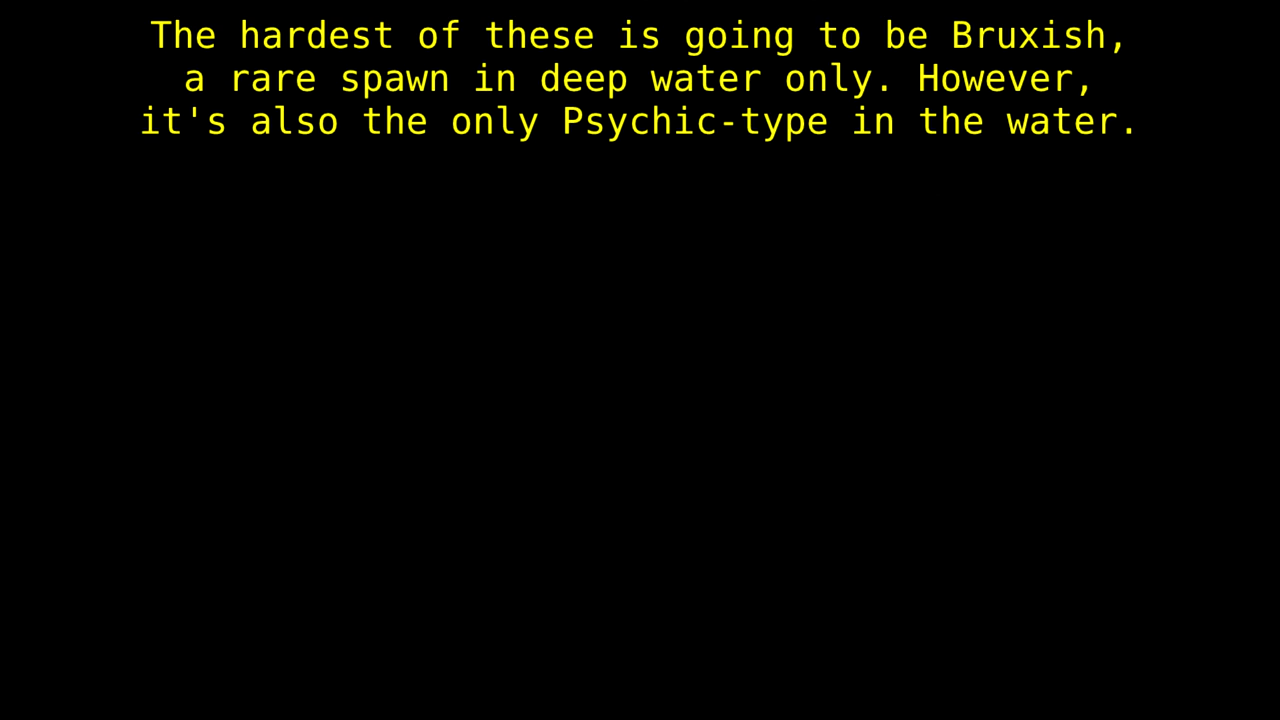 The hardest of these is going to be Bruxish,
a rare spawn in deep water only. However,
it's also the only Psychic-type in the water.